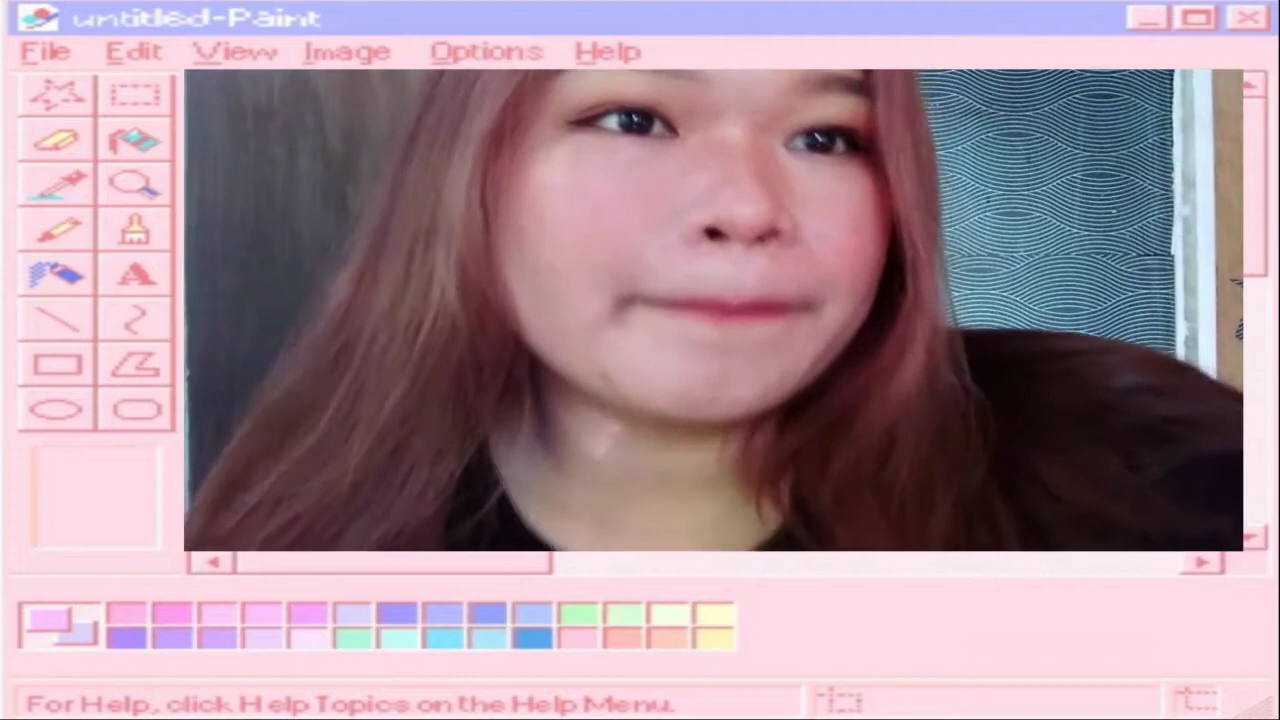 untitled-Paint
File Edit View Image Options Help
A
For Help, click Help Topics on the Help Menu.